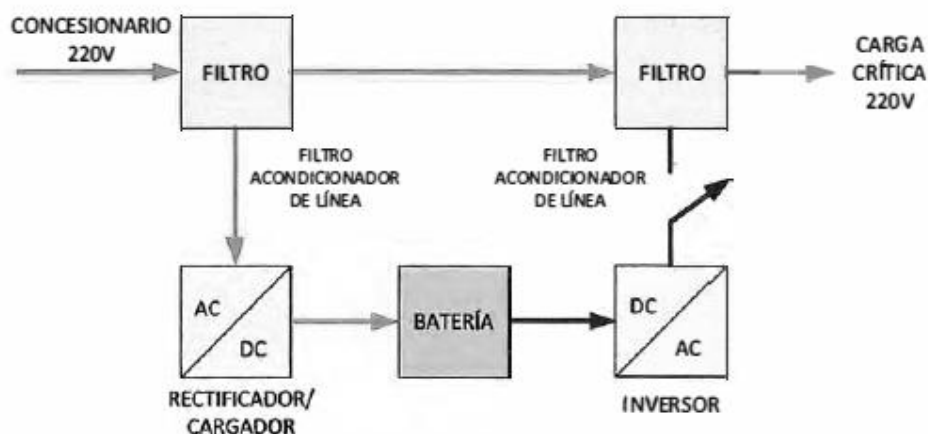 CONCESIONARIO
220V
FILTRO
FILTRO
CARGA
CRÍTICA
220V
FILTRO
ACONDICIONADOR
DE LÍNEA
FILTRO
ACONDICIONADOR
DE LÍNEA
AC
DC
BATERÍA
DC
AC
RECTIFICADOR/
CARGADOR
INVERSOR